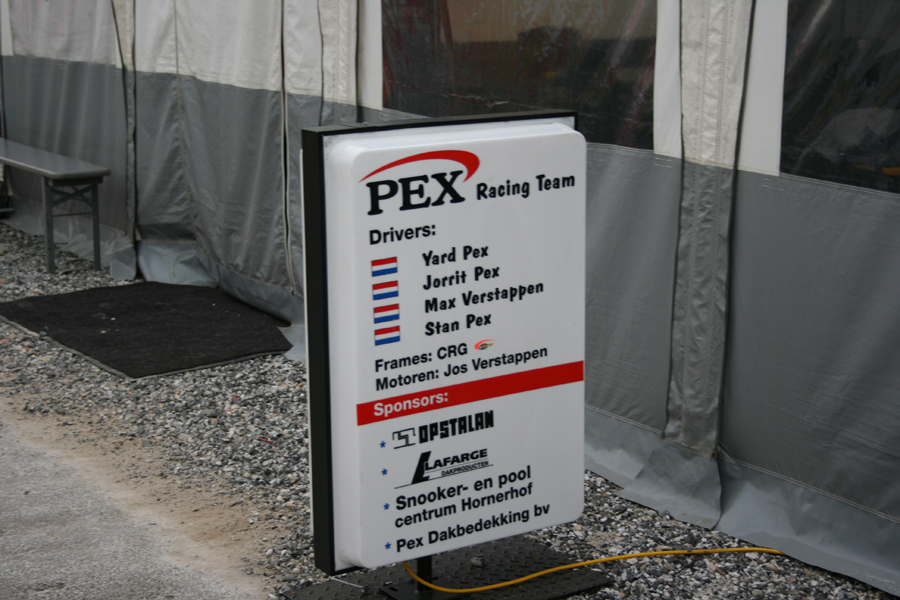 PEX Racing Team
Drivers:
Yard Pex
Jorrit Pex
Max Verstappen
Stan Pex
Frames: CRG
Motoren: Jos Verstappen
Sponsors:
* OPSTALAN
* LAFARGE
DAKPRODUCTEN
* Snooker- en pool
centrum Hornerhof
* Pex Dakbedekking bv